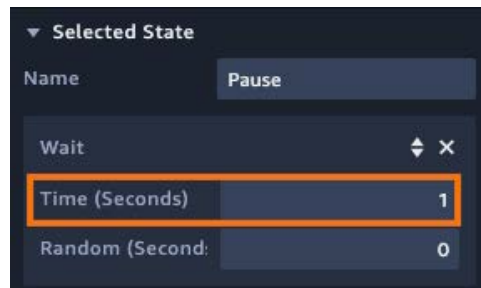 Selected State
Name Pause
Wait
Time (Seconds) 1
Random (Second: 0